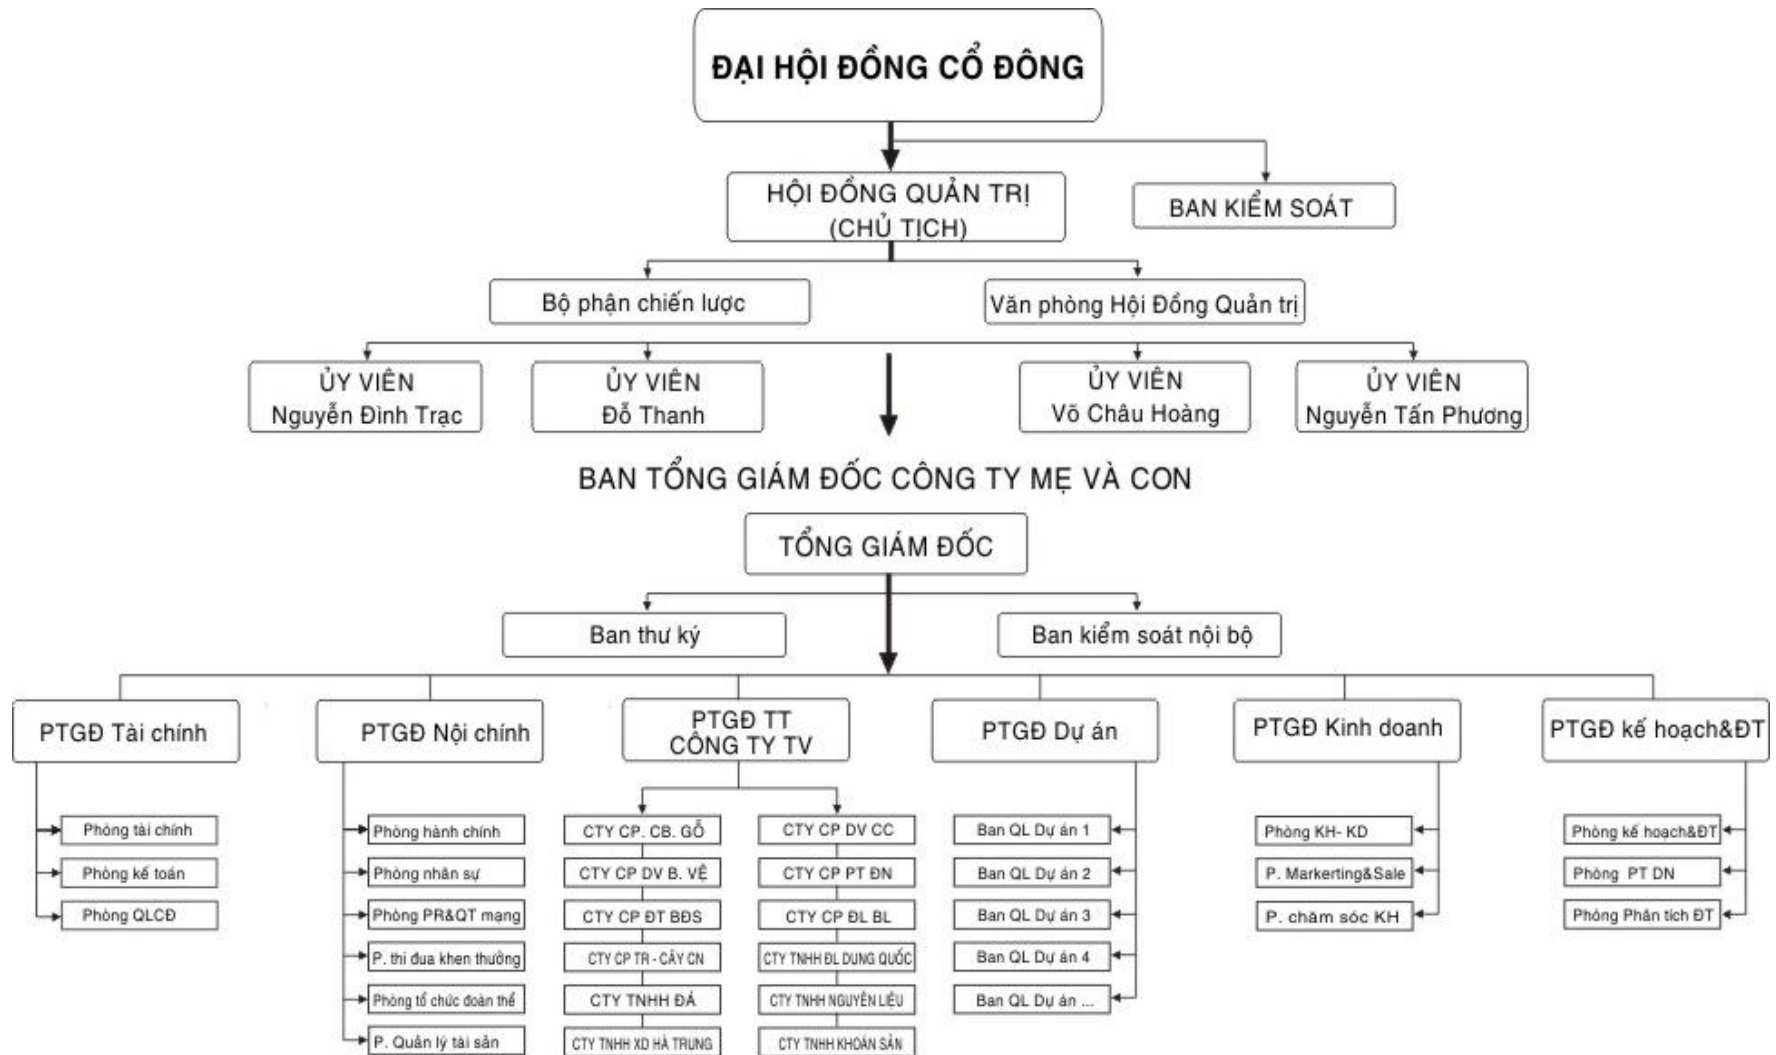 ĐẠI HỘI ĐỒNG CỔ ĐÔNG
HỘI ĐỒNG QUẢN TRỊ
(CHỦ TỊCH)
BAN KIỂM SOÁT
Bộ phận chiến lược
Văn phòng Hội Đồng Quản trị
ỦY VIÊN
Nguyễn Đình Trạc
ỦY VIÊN
Đỗ Thanh
ỦY VIÊN
Võ Châu Hoàng
ỦY VIÊN
Nguyễn Tấn Phương
BAN TỔNG GIÁM ĐỐC CÔNG TY MẸ VÀ CON
TỔNG GIÁM ĐỐC
Ban thư ký
Ban kiểm soát nội bộ
PTGĐ Tài chính
PTGĐ Nội chính
PTGĐ TT
CÔNG TY TV
PTGĐ Dự án
PTGĐ Kinh doanh
PTGĐ kế hoạch&ĐT
Phòng tài chính
Phòng kế toán
Phòng QLCĐ
Phòng hành chính
Phòng nhân sự
Phòng PR&QT mạng
P. thi đua khen thưởng
Phòng tổ chức đoàn thể
P. Quản lý tài sản
CTY CP. CB. GỖ
CTY CP DV B. VỆ
CTY CP ĐT BĐS
CTY CP TR - CÂY CN
CTY TNHH ĐÁ
CTY TNHH XD HÀ TRUNG
CTY CP DV CC
CTY CP PT ĐN
CTY CP ĐL BL
CTY TNHH ĐL DUNG QUỐC
CTY TNHH NGUYÊN LIỆU
CTY TNHH KHOÁN SẢN
Ban QL Dự án 1
Ban QL Dự án 2
Ban QL Dự án 3
Ban QL Dự án 4
Ban QL Dự án ...
Phòng KH- KD
P. Markerting&Sale
P. chăm sóc KH
Phòng kế hoạch&ĐT
Phòng PT DN
Phòng Phân tích ĐT